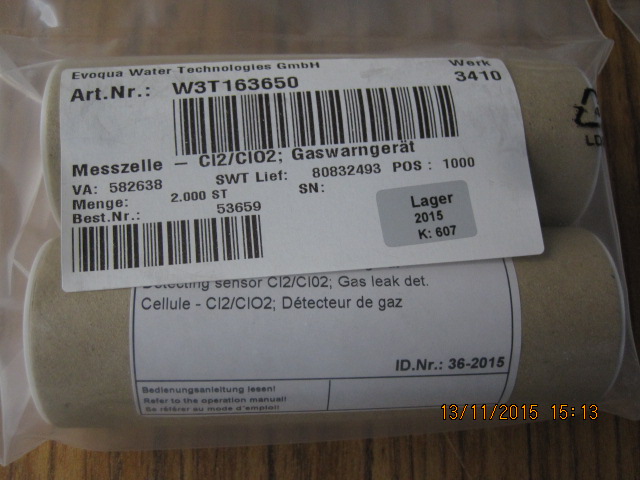 Evoqua Water Technologies GmbH
Werk
3410
Art.Nr.: W3T163650
Messzelle - Cl2/ClO2; Gaswarngerät
VA: 582638 SWT Lief: 80832493 POS : 1000
Menge: 2.000 ST SN:
Best.Nr.: 53659
Lager
2015
K: 607
Detecting sensor Cl2/Cl02; Gas leak det.
Cellule - Cl2/ClO2; Détecteur de gaz
ID.Nr.: 36-2015
Bedienungsanleitung lesen!
Refer to the operation manual!
Se référer au mode d'emploi!
LD
13/11/2015 15:13